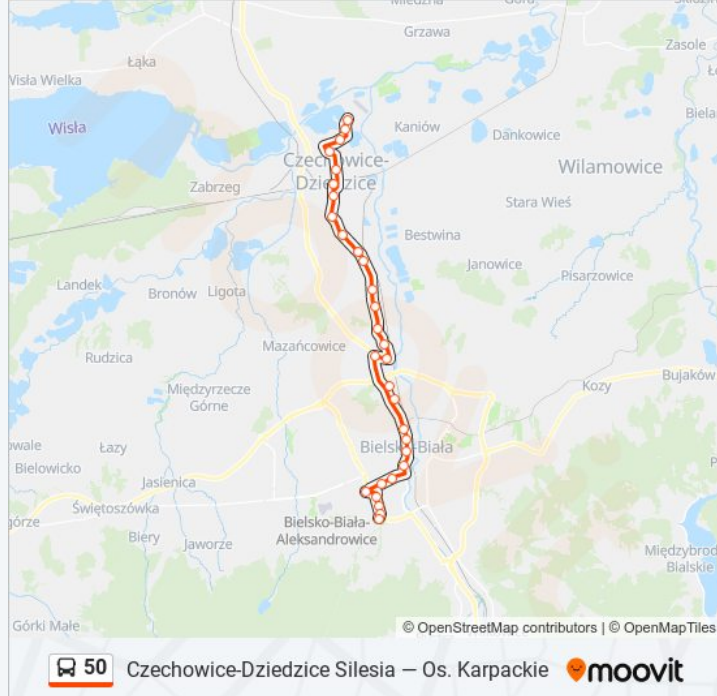 Miedźna
Góra
Grzawa
Zasole
Łąka
Wisła Wielka
Biela
Wisła
Kaniów
Dankowice
Czechowice-
Dziedzice
Wilamowice
Zabrzeg
Stara Wieś
Bestwina
Janowice
Landek
Pisarzowice
Bronów
Ligota
Mazańcowice
Rudzica
Bujaków
Międzyrzecze
Górne
Kozy
owale
Łazy
Bielsko-Biała
Bielowicko
Jasienica
Świętoszówka
górze
Bielsko-Biała-
Aleksandrowice
Biery
Jaworze
Międzybrod
Bialskie
Górki Małe
© OpenStreetMap contributors | © OpenMapTiles
50
Czechowice-Dziedzice Silesia — Os. Karpackie
moovit